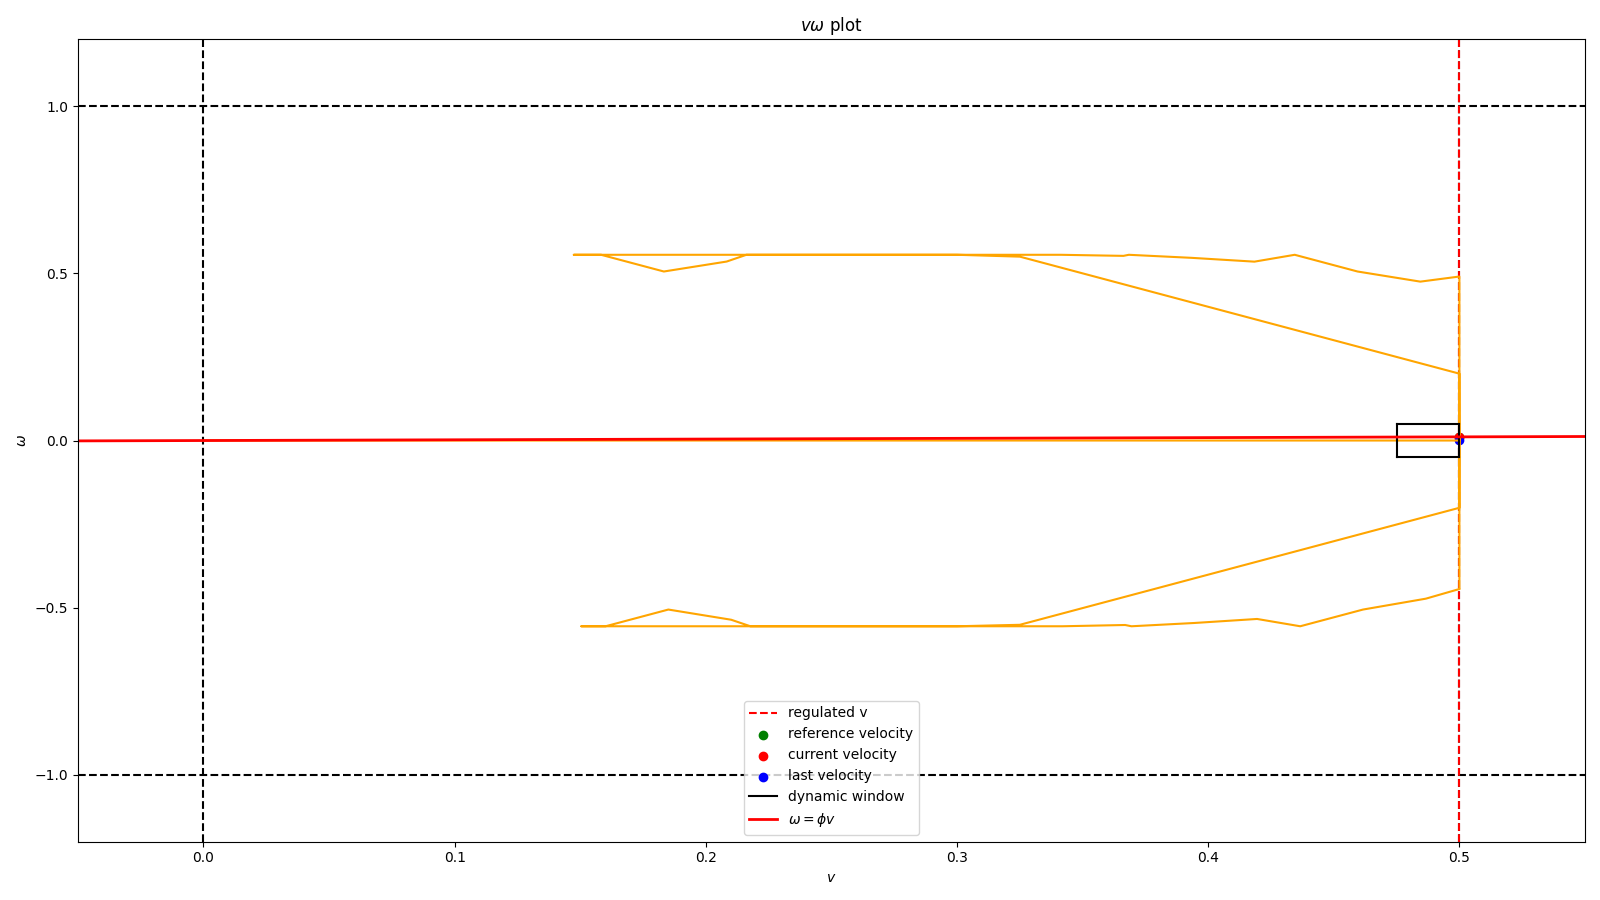 vω plot
1.0
0.5
ω
0.0
−0.5
−1.0
regulated v
reference velocity
current velocity
last velocity
dynamic window
ω = ϕv
0.0 0.1 0.2 0.3 0.4 0.5
v